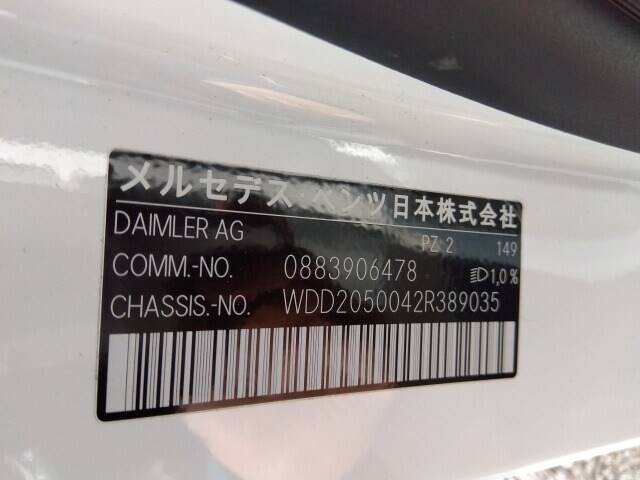 メルセデス・ベンツ日本株式会社
DAIMLER AG PZ 2 149
COMM.-NO. 0883906478 1,0%
CHASSIS.-NO. WDD2050042R389035